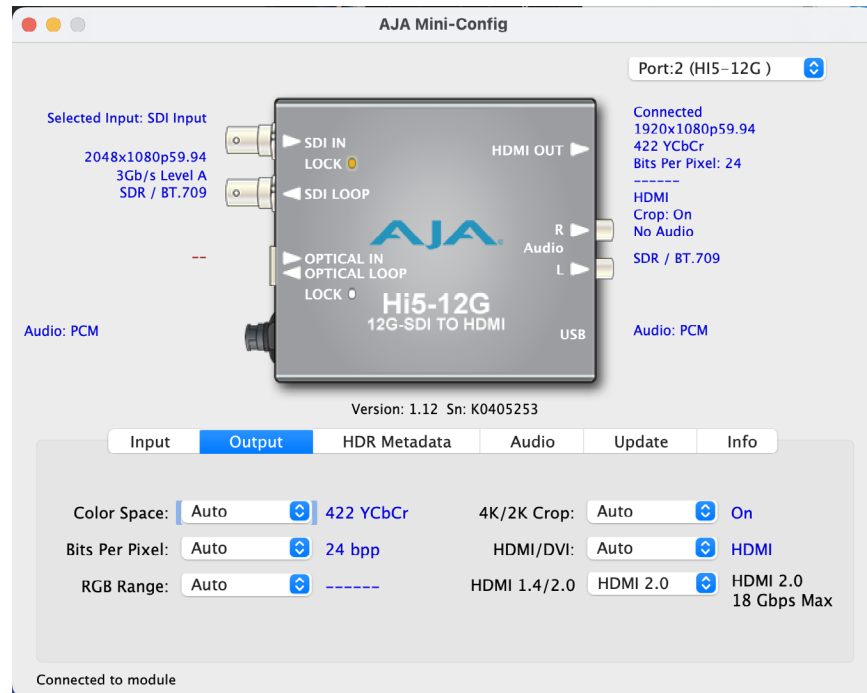 AJA Mini-Config
Port:2 (HI5-12G )
Selected Input: SDI Input
2048x1080p59.94
3Gb/s Level A
SDR / BT.709
--
Audio: PCM
SDI IN
LOCK
SDI LOOP
HDMI OUT
AJA
R
Audio
L
OPTICAL IN
OPTICAL LOOP
LOCK
Hi5-12G
12G-SDI TO HDMI
USB
Connected
1920x1080p59.94
422 YCbCr
Bits Per Pixel: 24
------
HDMI
Crop: On
No Audio
SDR / BT.709
Audio: PCM
Version: 1.12 Sn: K0405253
Input Output HDR Metadata Audio Update Info
Color Space: Auto 422 YCbCr 4K/2K Crop: Auto On
Bits Per Pixel: Auto 24 bpp HDMI/DVI: Auto HDMI
RGB Range: Auto ------ HDMI 1.4/2.0 HDMI 2.0 HDMI 2.0
18 Gbps Max
Connected to module